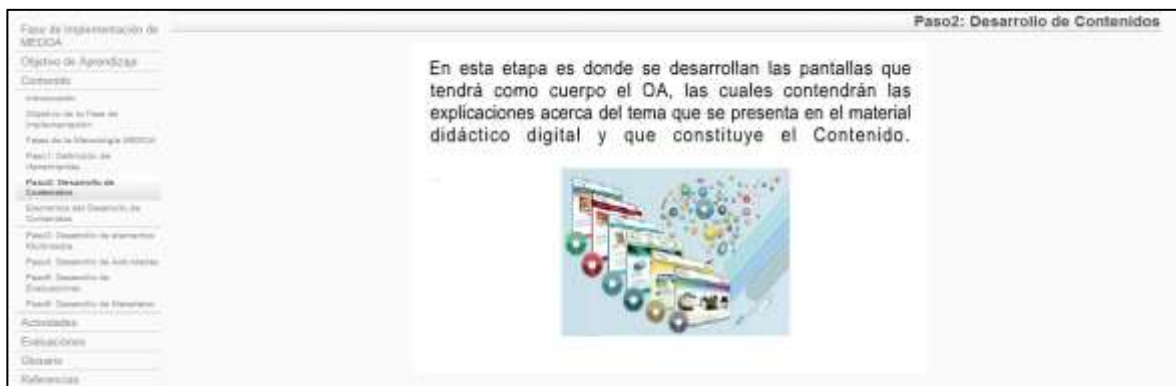 Paso2: Desarrollo de Contenidos
Fase de Implementación de
MEDOA
Objetivo de Aprendizaje
Contenido
Introducción
Objetivo de la Fase de
Implementación
Fases de la Metodología MEDOA
Paso1: Definición de
Herramientas
Paso2: Desarrollo de
Contenidos
Elementos del Desarrollo de
Contenidos
Paso3: Desarrollo de elementos
Multimedia
Paso4: Desarrollo de Actividades
Paso5: Desarrollo de
Evaluaciones
Paso6: Desarrollo de Metadatos
Actividades
Evaluaciones
Glosario
Referencias
En esta etapa es donde se desarrollan las pantallas que
tendrá como cuerpo el OA, las cuales contendrán las
explicaciones acerca del tema que se presenta en el material
didáctico digital y que constituye el Contenido.